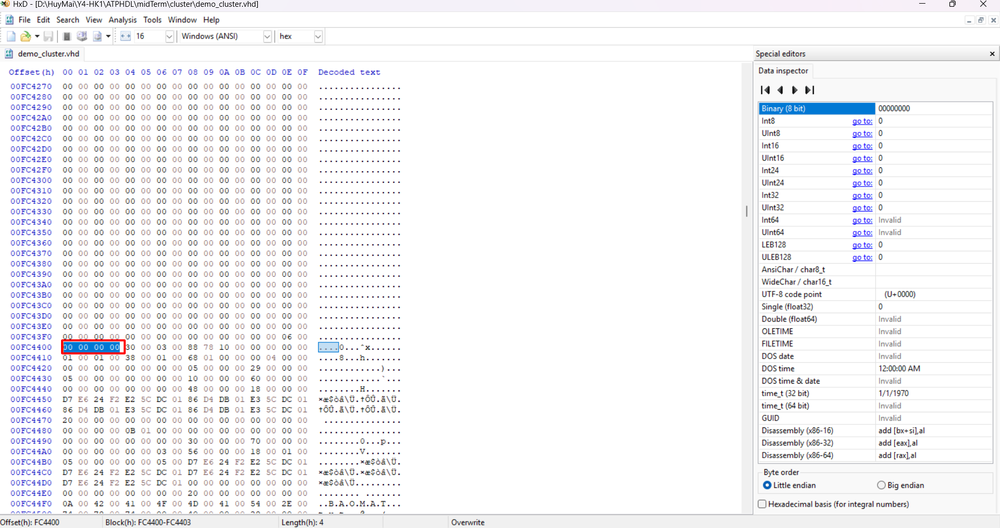 HxD - [D:\HuyMai\Y4-HK1\ATPHDL\midTerm\cluster\demo_cluster.vhd]
File Edit Search View Analysis Tools Window Help
16 Windows (ANSI) hex
demo_cluster.vhd
Offset(h) 00 01 02 03 04 05 06 07 08 09 0A 0B 0C 0D 0E 0F Decoded text
00FC4270 00 00 00 00 00 00 00 00 00 00 00 00 00 00 00 00 ................
00FC4280 00 00 00 00 00 00 00 00 00 00 00 00 00 00 00 00 ................
00FC4290 00 00 00 00 00 00 00 00 00 00 00 00 00 00 00 00 ................
00FC42A0 00 00 00 00 00 00 00 00 00 00 00 00 00 00 00 00 ................
00FC42B0 00 00 00 00 00 00 00 00 00 00 00 00 00 00 00 00 ................
00FC42C0 00 00 00 00 00 00 00 00 00 00 00 00 00 00 00 00 ................
00FC42D0 00 00 00 00 00 00 00 00 00 00 00 00 00 00 00 00 ................
00FC42E0 00 00 00 00 00 00 00 00 00 00 00 00 00 00 00 00 ................
00FC42F0 00 00 00 00 00 00 00 00 00 00 00 00 00 00 00 00 ................
00FC4300 00 00 00 00 00 00 00 00 00 00 00 00 00 00 00 00 ................
00FC4310 00 00 00 00 00 00 00 00 00 00 00 00 00 00 00 00 ................
00FC4320 00 00 00 00 00 00 00 00 00 00 00 00 00 00 00 00 ................
00FC4330 00 00 00 00 00 00 00 00 00 00 00 00 00 00 00 00 ................
00FC4340 00 00 00 00 00 00 00 00 00 00 00 00 00 00 00 00 ................
00FC4350 00 00 00 00 00 00 00 00 00 00 00 00 00 00 00 00 ................
00FC4360 00 00 00 00 00 00 00 00 00 00 00 00 00 00 00 00 ................
00FC4370 00 00 00 00 00 00 00 00 00 00 00 00 00 00 00 00 ................
00FC4380 00 00 00 00 00 00 00 00 00 00 00 00 00 00 00 00 ................
00FC4390 00 00 00 00 00 00 00 00 00 00 00 00 00 00 00 00 ................
00FC43A0 00 00 00 00 00 00 00 00 00 00 00 00 00 00 00 00 ................
00FC43B0 00 00 00 00 00 00 00 00 00 00 00 00 00 00 00 00 ................
00FC43C0 00 00 00 00 00 00 00 00 00 00 00 00 00 00 00 00 ................
00FC43D0 00 00 00 00 00 00 00 00 00 00 00 00 00 00 00 00 ................
00FC43E0 00 00 00 00 00 00 00 00 00 00 00 00 00 00 00 00 ................
00FC43F0 00 00 00 00 00 00 00 00 00 00 00 00 00 00 06 00 ................
00FC4400 00 00 00 00 30 00 03 00 88 78 10 00 00 00 00 00 ....0...ˆx......
00FC4410 01 00 01 00 38 00 01 00 68 01 00 00 00 04 00 00 ....8...h.......
00FC4420 00 00 00 00 00 00 00 00 05 00 00 00 29 00 00 00 ............)...
00FC4430 05 00 00 00 00 00 00 00 10 00 00 00 60 00 00 00 ............`...
00FC4440 00 00 00 00 00 00 00 00 48 00 00 00 18 00 00 00 ........H.......
00FC4450 D7 E6 24 F2 E2 5C DC 01 86 D4 DB 01 E3 5C DC 01 ×æ$òâ\Ü.†ÔÛ.ã\Ü.
00FC4460 86 D4 DB 01 E3 5C DC 01 86 D4 DB 01 E3 5C DC 01 †ÔÛ.ã\Ü.†ÔÛ.ã\Ü.
00FC4470 20 00 00 00 00 00 00 00 00 00 00 00 00 00 00 00  ...............
00FC4480 00 00 00 00 0B 01 00 00 00 00 00 00 00 00 00 00 ................
00FC4490 00 00 00 00 00 00 00 00 30 00 00 00 70 00 00 00 ........0...p...
00FC44A0 00 00 00 00 00 00 03 00 56 00 00 00 18 00 01 00 ........V.......
00FC44B0 05 00 00 00 00 00 05 00 D7 E6 24 F2 E2 5C DC 01 ........×æ$òâ\Ü.
00FC44C0 D7 E6 24 F2 E2 5C DC 01 D7 E6 24 F2 E2 5C DC 01 ×æ$òâ\Ü.×æ$òâ\Ü.
00FC44D0 D7 E6 24 F2 E2 5C DC 01 00 00 00 00 00 00 00 00 ×æ$òâ\Ü.........
00FC44E0 00 00 00 00 00 00 00 00 20 00 00 00 00 00 00 00 ........ .......
00FC44F0 0A 00 42 00 41 00 4F 00 4D 00 41 00 54 00 2E 00 ..B.A.O.M.A.T...
Special editors
Data inspector
Binary (8 bit) 00000000
Int8 go to: 0
UInt8 go to: 0
Int16 go to: 0
UInt16 go to: 0
Int24 go to: 0
UInt24 go to: 0
Int32 go to: 0
UInt32 go to: 0
Int64 go to: Invalid
UInt64 go to: Invalid
LEB128 go to: 0
ULEB128 go to: 0
AnsiChar / char8_t
WideChar / char16_t
UTF-8 code point (U+0000)
Single (float32) 0
Double (float64) Invalid
OLETIME Invalid
FILETIME Invalid
DOS date Invalid
DOS time 12:00:00 AM
DOS time & date Invalid
time_t (32 bit) 1/1/1970
time_t (64 bit) Invalid
GUID Invalid
Disassembly (x86-16) add [bx+si],al
Disassembly (x86-32) add [eax],al
Disassembly (x86-64) add [rax],al
Byte order
Little endian Big endian
Hexadecimal basis (for integral numbers)
Offset(h): FC4400 Block(h): FC4400-FC4403 Length(h): 4 Overwrite